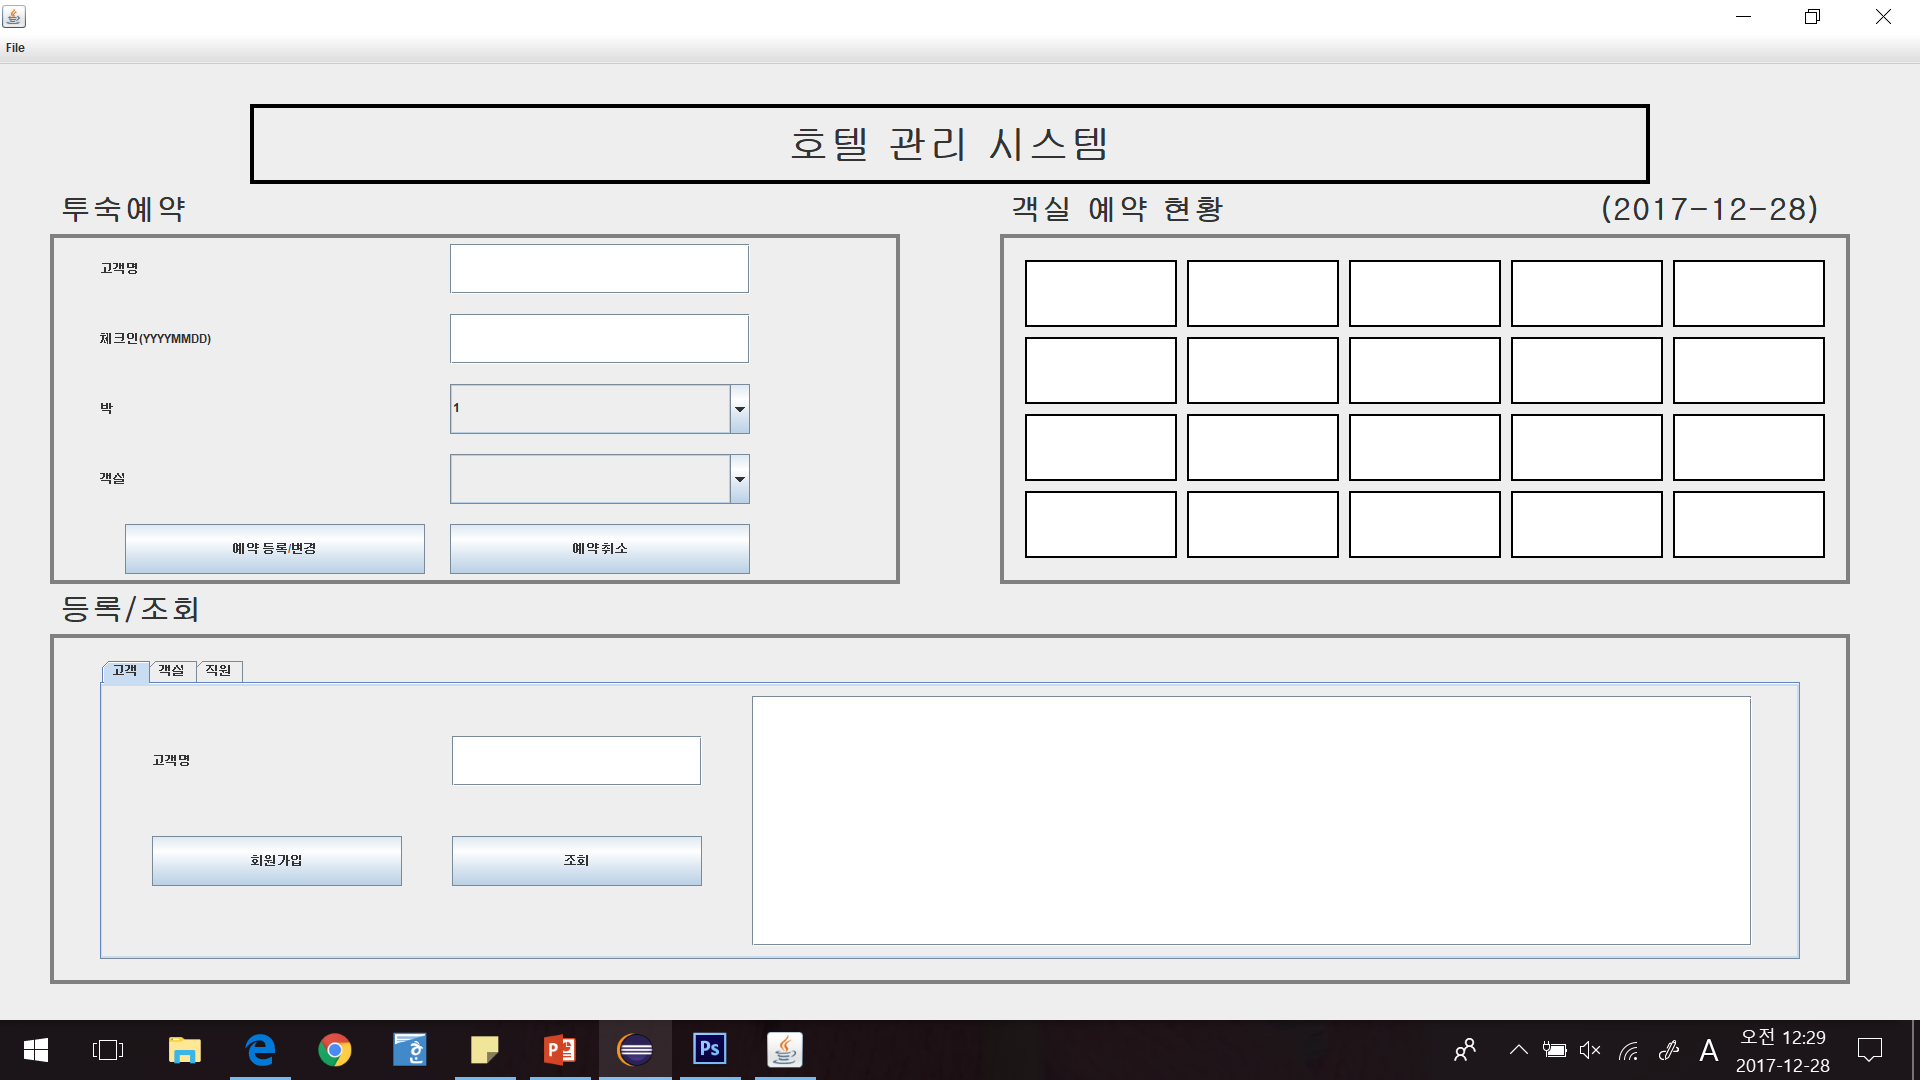 File
호텔 관리 시스템
투숙예약
객실 예약 현황 (2017-12-28)
고객명
체크인(YYYYMMDD)
박 1
객실
예약 등록/변경 예약 취소
등록/조회
고객 객실 직원
고객명
회원가입 조회
Ps
A
오전 12:29
2017-12-28